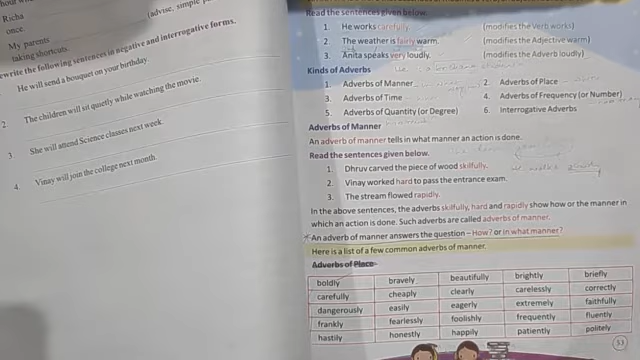 Richa
(advise, simple
once.
My parents
taking shortcuts.
ewrite the following sentences in negative and interrogative forms.
He will send a bouquet on your birthday.
2. The children will sit quietly while watching the movie.
3. She will attend Science classes next week.
4. Vinay will join the college next month.
Read the sentences given below.
1. He works carefully. (modifies the Verb works)
2. The weather is fairly warm. (modifies the Adjective warm)
3. Anita speaks very loudly. (modifies the Adverb loudly)
Kinds of Adverbs
1. Adverbs of Manner 2. Adverbs of Place
3. Adverbs of Time 4. Adverbs of Frequency (or Number)
5. Adverbs of Quantity (or Degree) 6. Interrogative Adverbs
Adverbs of Manner
An adverb of manner tells in what manner an action is done.
Read the sentences given below.
1. Dhruv carved the piece of wood skilfully.
2. Vinay worked hard to pass the entrance exam.
3. The stream flowed rapidly.
In the above sentences, the adverbs skilfully, hard and rapidly show how or the manner in
which an action is done. Such adverbs are called adverbs of manner.
An adverb of manner answers the question – How? or In what manner?
Here is a list of a few common adverbs of manner.
Adverbs of Place
boldly bravely beautifully brightly briefly
carefully cheaply clearly carelessly correctly
dangerously easily eagerly extremely faithfully
frankly fearlessly foolishly frequently fluently
hastily honestly happily patiently politely
53